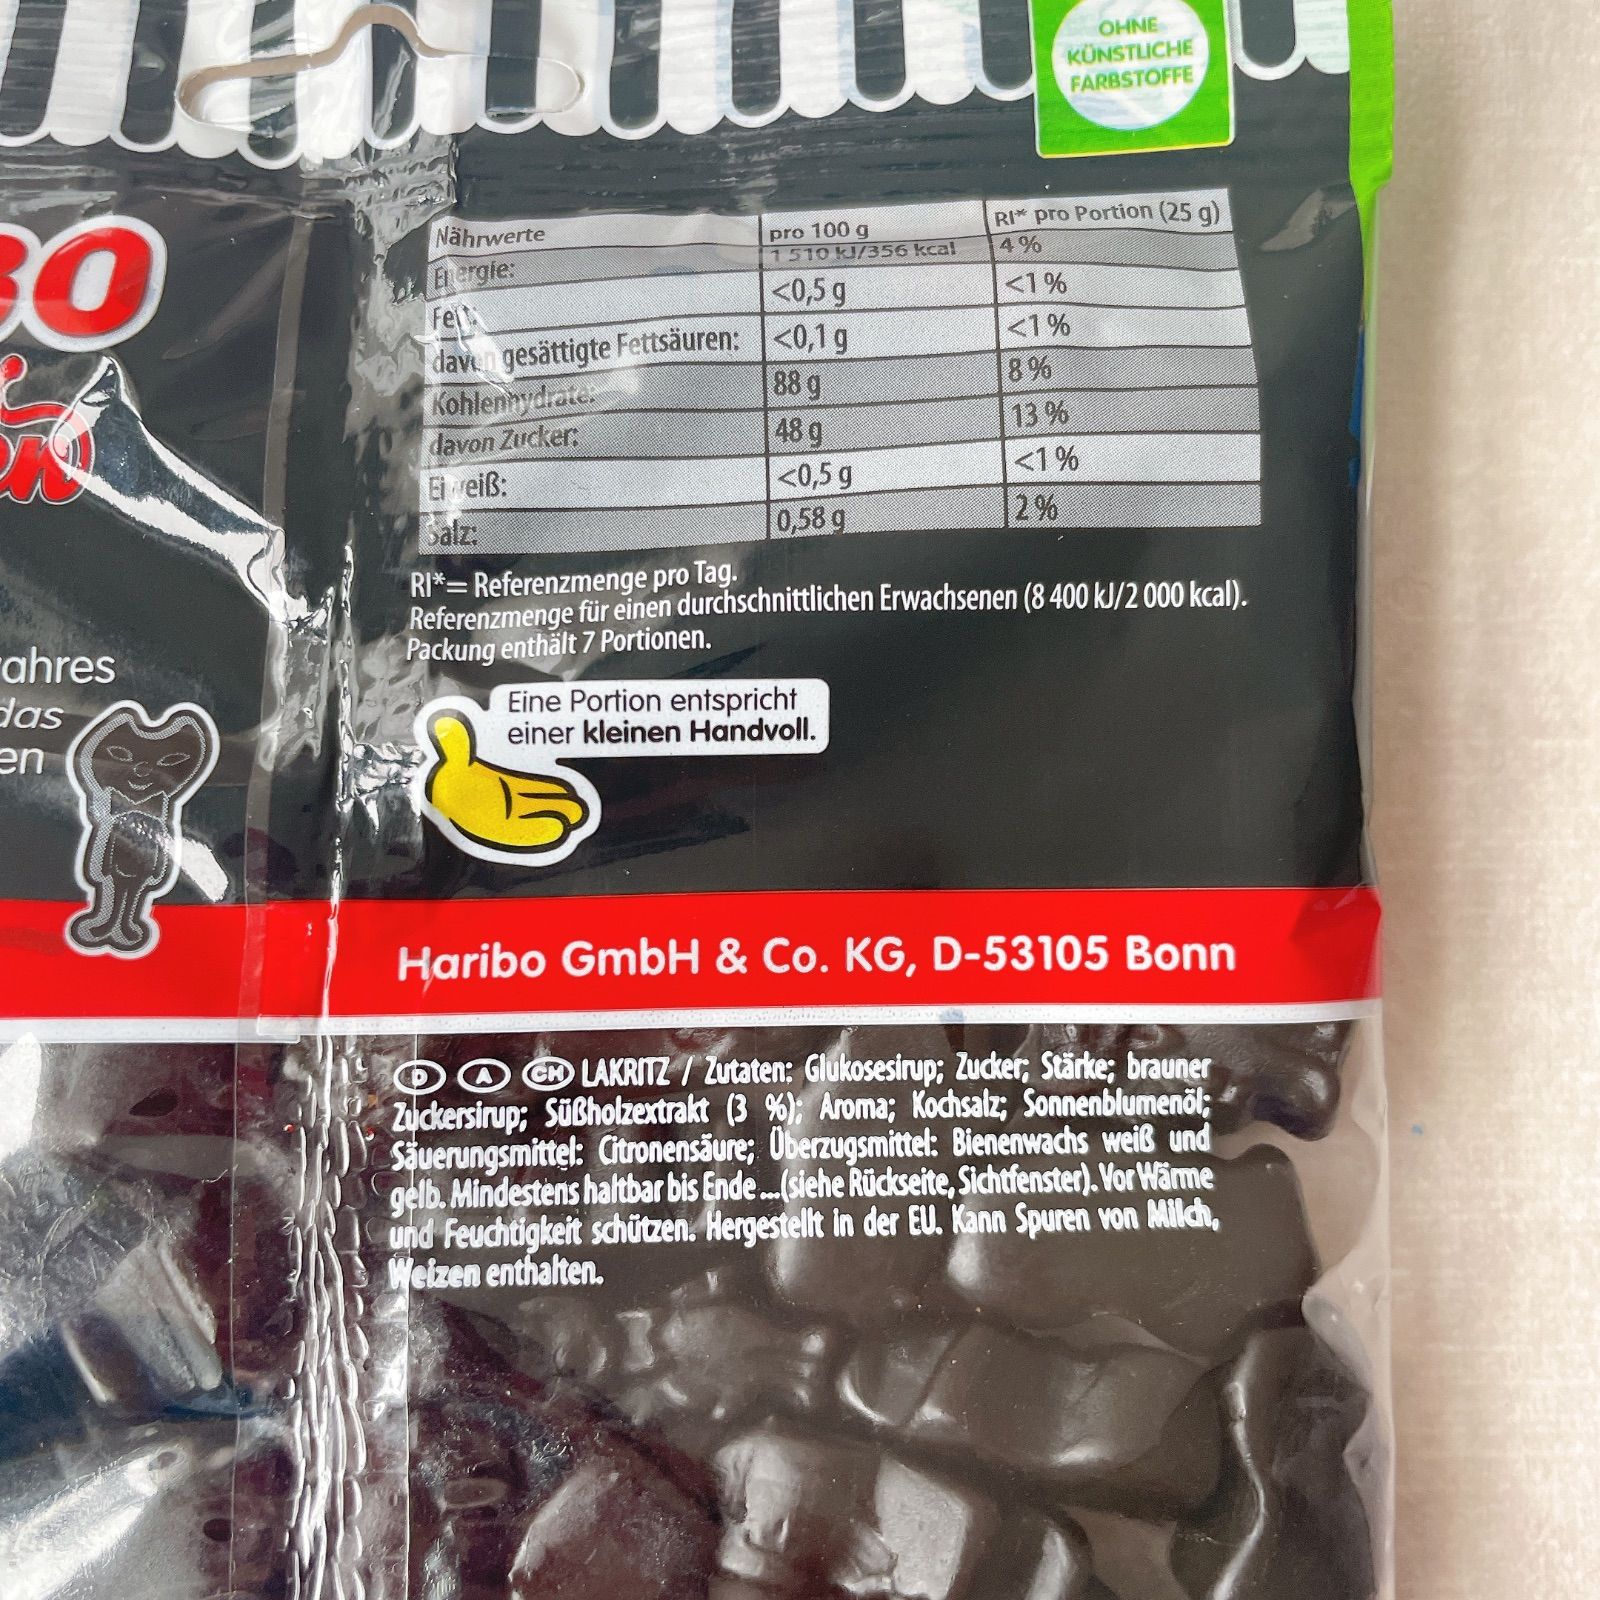 OHNE
KÜNSTLICHE
FARBSTOFFE
Nährwerte pro 100 g RI* pro Portion (25 g)
Energie: 1 510 kJ/356 kcal 4 %
Fett: <0,5 g <1 %
davon gesättigte Fettsäuren: <0,1 g <1 %
Kohlenhydrate: 88 g 8 %
davon Zucker: 48 g 13 %
Eiweiß: <0,5 g <1 %
Salz: 0,58 g 2 %
RI*= Referenzmenge pro Tag.
Referenzmenge für einen durchschnittlichen Erwachsenen (8 400 kJ/2 000 kcal).
Packung enthält 7 Portionen.
ahres
das
en
Eine Portion entspricht
einer kleinen Handvoll.
Haribo GmbH & Co. KG, D-53105 Bonn
D A CH LAKRITZ / Zutaten: Glukosesirup; Zucker; Stärke; brauner
Zuckersirup; Süßholzextrakt (3 %); Aroma; Kochsalz; Sonnenblumenöl;
Säuerungsmittel: Citronensäure; Überzugsmittel: Bienenwachs weiß und
gelb. Mindestens haltbar bis Ende ...(siehe Rückseite, Sichtfenster). Vor Wärme
und Feuchtigkeit schützen. Hergestellt in der EU. Kann Spuren von Milch,
Weizen enthalten.